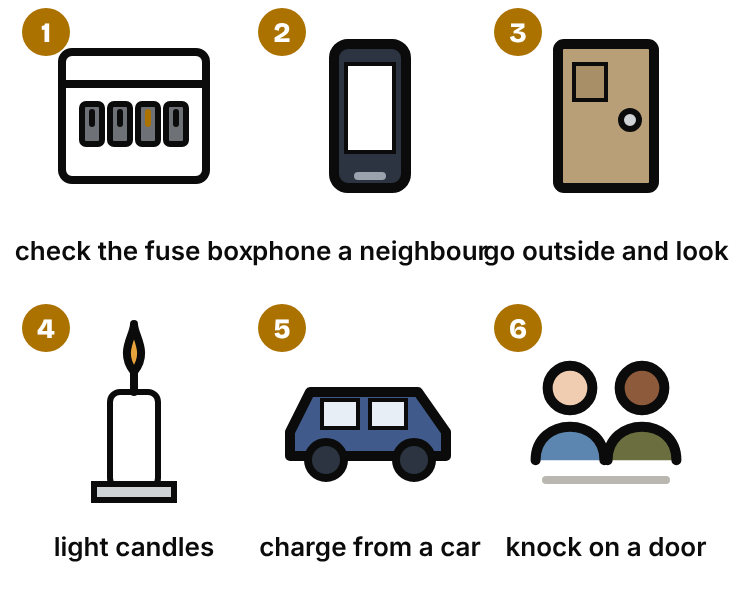 1
2
3
check the fuse box
phone a neighbour
go outside and look
4
5
6
light candles
charge from a car
knock on a door